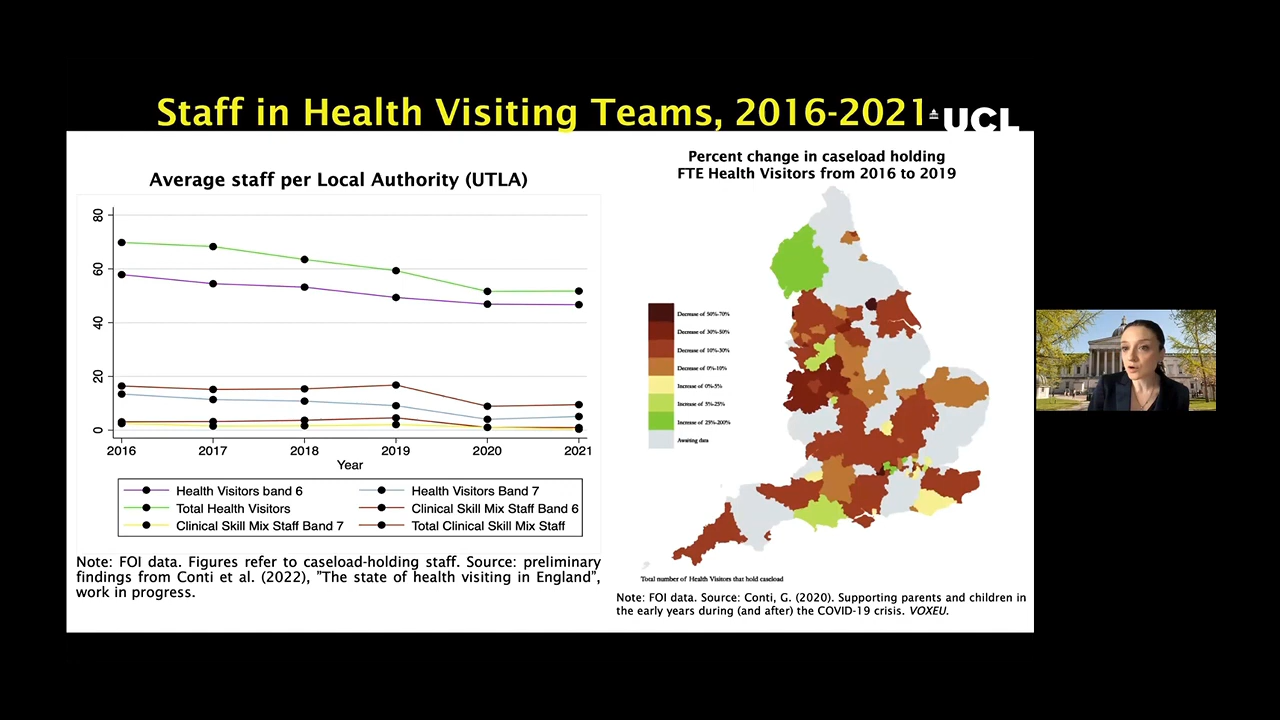 Staff in Health Visiting Teams, 2016-2021
UCL
Average staff per Local Authority (UTLA)
80
60
40
20
0
2016
2017
2018
2019
2020
2021
Year
Health Visitors band 6
Health Visitors Band 7
Total Health Visitors
Clinical Skill Mix Staff Band 6
Clinical Skill Mix Staff Band 7
Total Clinical Skill Mix Staff
Note: FOI data. Figures refer to caseload-holding staff. Source: preliminary
findings from Conti et al. (2022), ”The state of health visiting in England”,
work in progress.
Percent change in caseload holding
FTE Health Visitors from 2016 to 2019
Decrease of 50%-70%
Decrease of 30%-50%
Decrease of 10%-30%
Decrease of 0%-10%
Increase of 0%-5%
Increase of 5%-25%
Increase of 25%-200%
Awaiting data
Total number of Health Visitors that hold caseload
Note: FOI data. Source: Conti, G. (2020). Supporting parents and children in
the early years during (and after) the COVID-19 crisis. VOXEU.